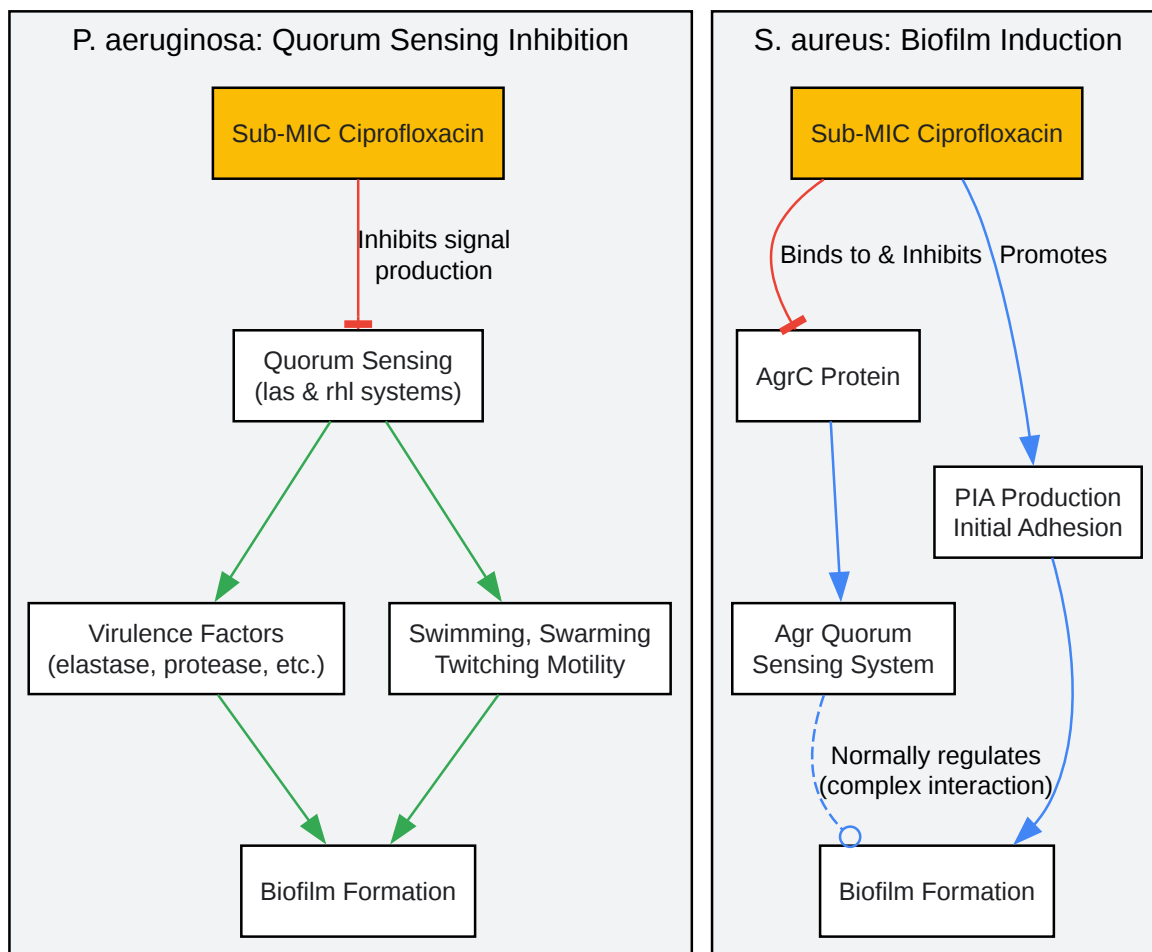 P. aeruginosa: Quorum Sensing Inhibition
Sub-MIC Ciprofloxacin
Inhibits signal
production
Quorum Sensing
(las & rhl systems)
Virulence Factors
(elastase, protease, etc.)
Swimming, Swarming
Twitching Motility
Biofilm Formation
S. aureus: Biofilm Induction
Sub-MIC Ciprofloxacin
Binds to & Inhibits
Promotes
AgrC Protein
PIA Production
Initial Adhesion
Agr Quorum
Sensing System
Normally regulates
(complex interaction)
Biofilm Formation